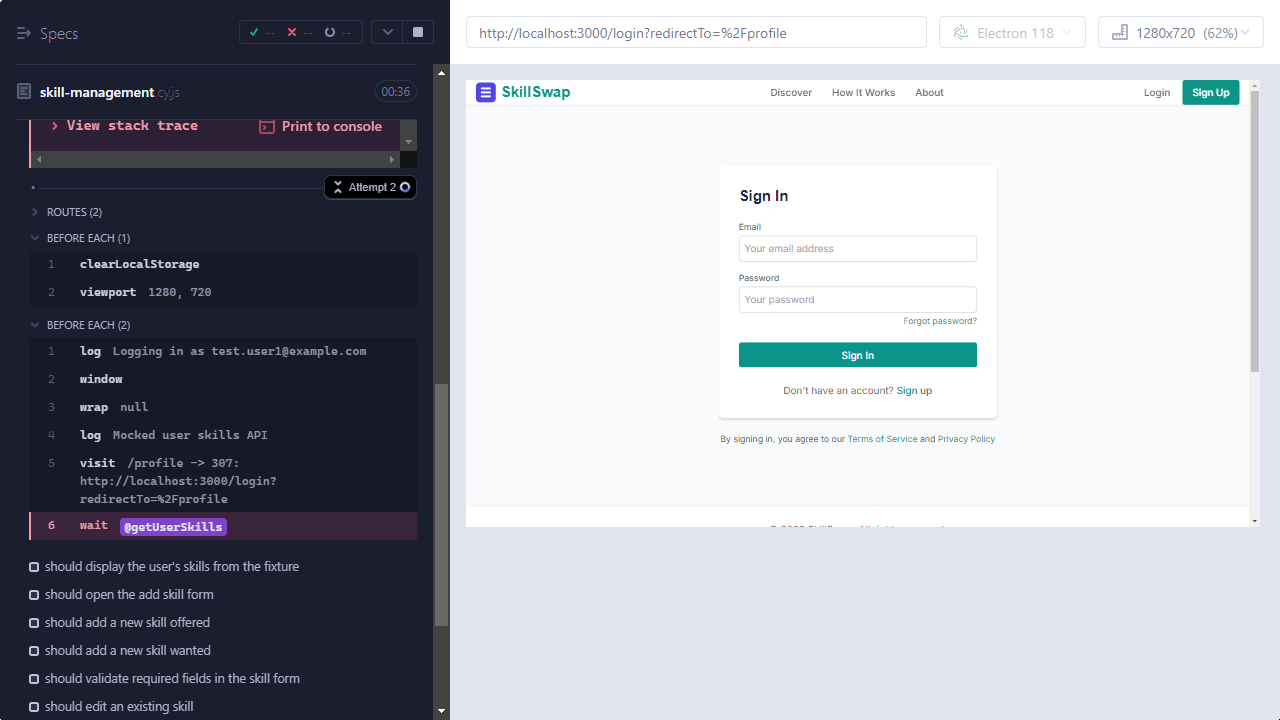 Specs
--
--
--
http://localhost:3000/login?redirectTo=%2Fprofile
Electron 118
1280x720 (62%)
skill-management.cy.js
00:36
View stack trace
Print to console
Attempt 2
ROUTES (2)
BEFORE EACH (1)
1 clearLocalStorage
2 viewport 1280, 720
BEFORE EACH (2)
1 log Logging in as test.user1@example.com
2 window
3 wrap null
4 log Mocked user skills API
5 visit /profile -> 307:
http://localhost:3000/login?
redirectTo=%2Fprofile
6 wait @getUserSkills
should display the user's skills from the fixture
should open the add skill form
should add a new skill offered
should add a new skill wanted
should validate required fields in the skill form
should edit an existing skill
SkillSwap
Discover
How It Works
About
Login
Sign Up
Sign In
Email
Your email address
Password
Your password
Forgot password?
Sign In
Don't have an account? Sign up
By signing in, you agree to our Terms of Service and Privacy Policy